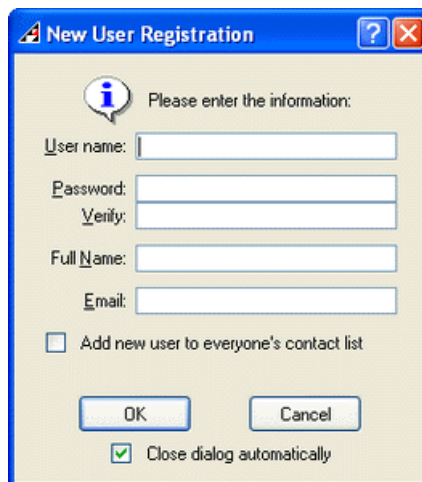 New User Registration
Please enter the information:
User name:
Password:
Verify:
Full Name:
Email:
Add new user to everyone's contact list
OK Cancel
Close dialog automatically